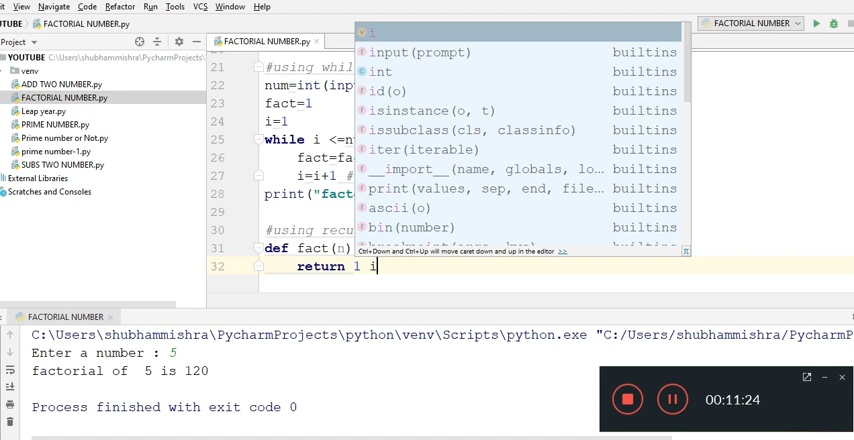 it View Navigate Code Refactor Run Tools VCS Window Help
UTUBE FACTORIAL NUMBER.py
FACTORIAL NUMBER
Project
FACTORIAL NUMBER.py ×
YOUTUBE C:\Users\shubhammishra\PycharmProjects\
venv
ADD TWO NUMBER.py
FACTORIAL NUMBER.py
Leap year.py
PRIME NUMBER.py
Prime number or Not.py
prime number-1.py
SUBS TWO NUMBER.py
External Libraries
Scratches and Consoles
21 #using whil
22 num=int(inp
23 fact=1
24 i=1
25 while i <=n
26 fact=fa
27 i=i+1 #
28 print("fact
29
30 #using recu
31 def fact(n)
32 return 1 i
i
input(prompt) builtins
int builtins
id(o) builtins
isinstance(o, t) builtins
issubclass(cls, classinfo) builtins
iter(iterable) builtins
__import__(name, globals, lo... builtins
print(values, sep, end, file... builtins
ascii(o) builtins
bin(number) builtins
Ctrl+Down and Ctrl+Up will move caret down and up in the editor >> π
FACTORIAL NUMBER ×
C:\Users\shubhammishra\PycharmProjects\python\venv\Scripts\python.exe "C:/Users/shubhammishra/PycharmP
Enter a number : 5
factorial of  5 is 120
Process finished with exit code 0
00:11:24